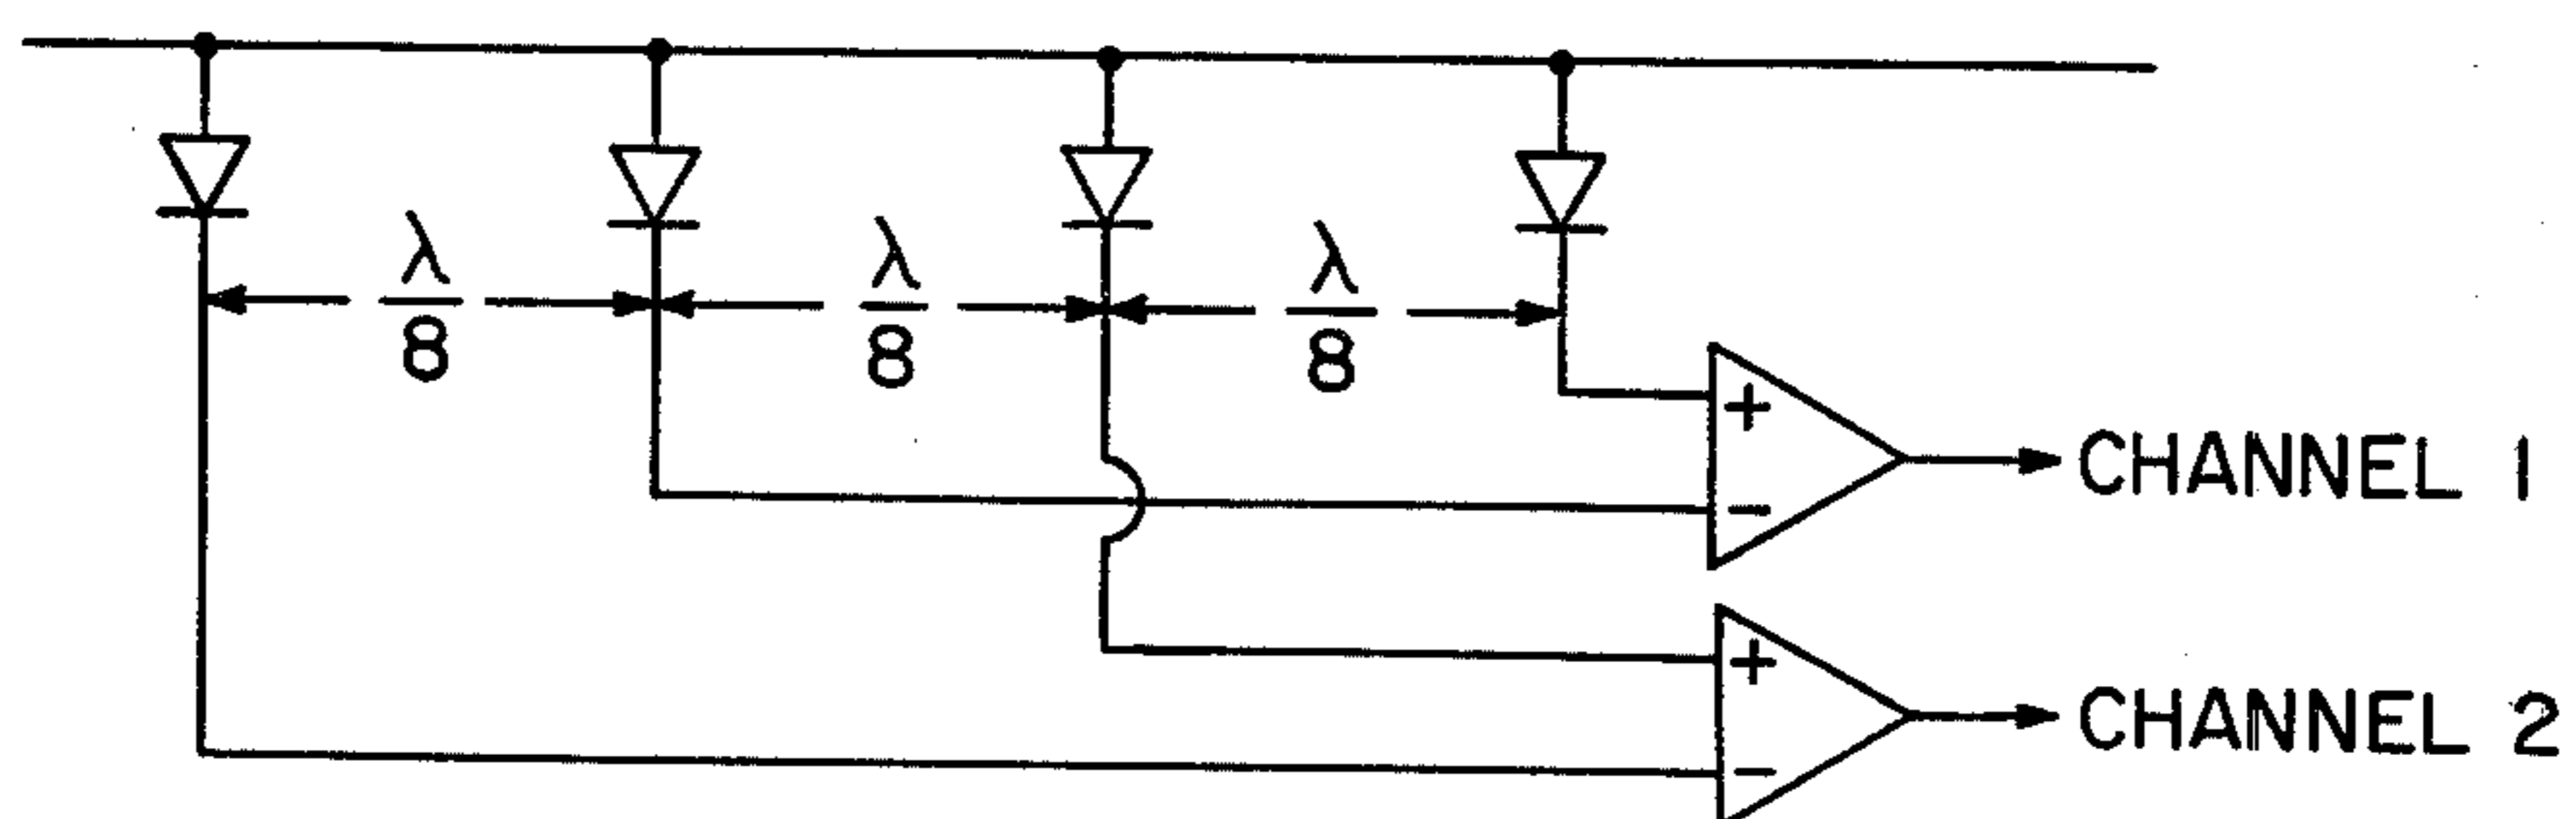 λ/8 λ/8 λ/8
+
-
CHANNEL 1
+
-
CHANNEL 2